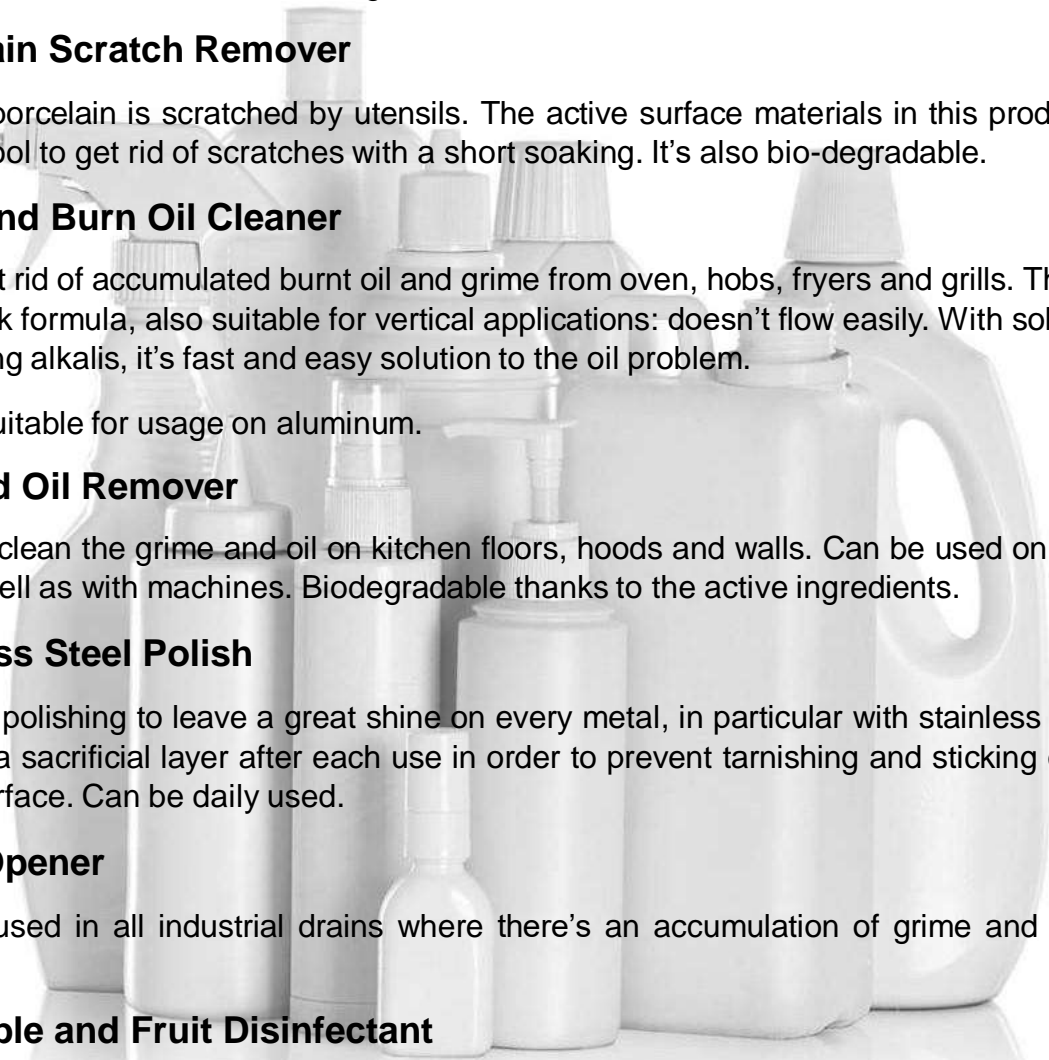 ain Scratch Remover
porcelain is scratched by utensils. The active surface materials in this prod
ool to get rid of scratches with a short soaking. It’s also bio-degradable.
nd Burn Oil Cleaner
t rid of accumulated burnt oil and grime from oven, hobs, fryers and grills. Th
k formula, also suitable for vertical applications: doesn’t flow easily. With sol
ng alkalis, it’s fast and easy solution to the oil problem.
uitable for usage on aluminum.
d Oil Remover
clean the grime and oil on kitchen floors, hoods and walls. Can be used on
ell as with machines. Biodegradable thanks to the active ingredients.
ss Steel Polish
polishing to leave a great shine on every metal, in particular with stainless
a sacrificial layer after each use in order to prevent tarnishing and sticking
rface. Can be daily used.
Opener
used in all industrial drains where there’s an accumulation of grime and
ble and Fruit Disinfectant